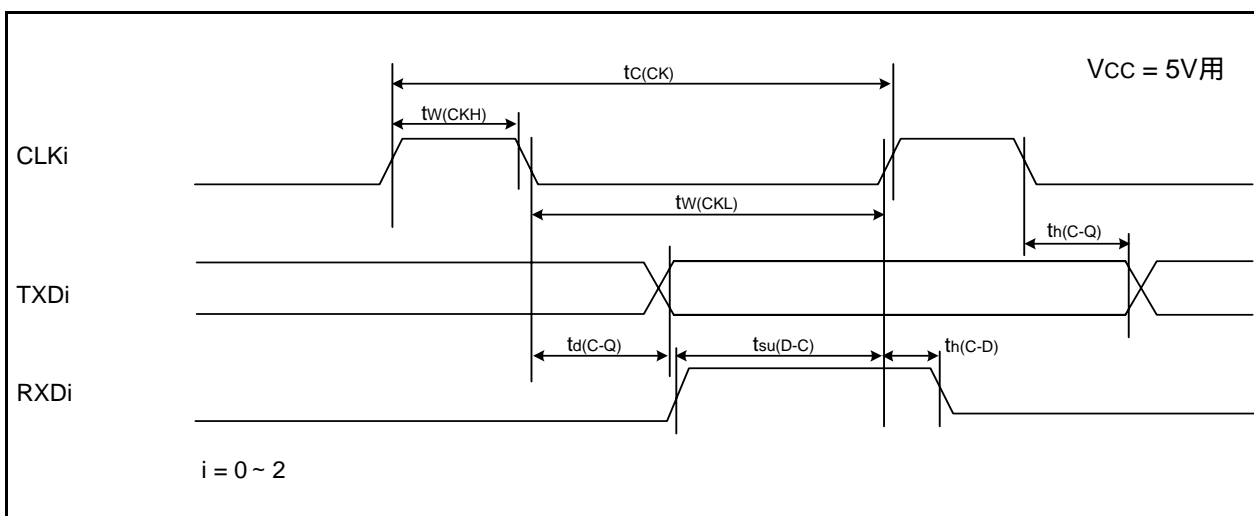 VCC = 5V用
tC(CK)
tW(CKH)
CLKi
tW(CKL)
th(C-Q)
TXDi
td(C-Q)
tsu(D-C)
th(C-D)
RXDi
i = 0 ~ 2